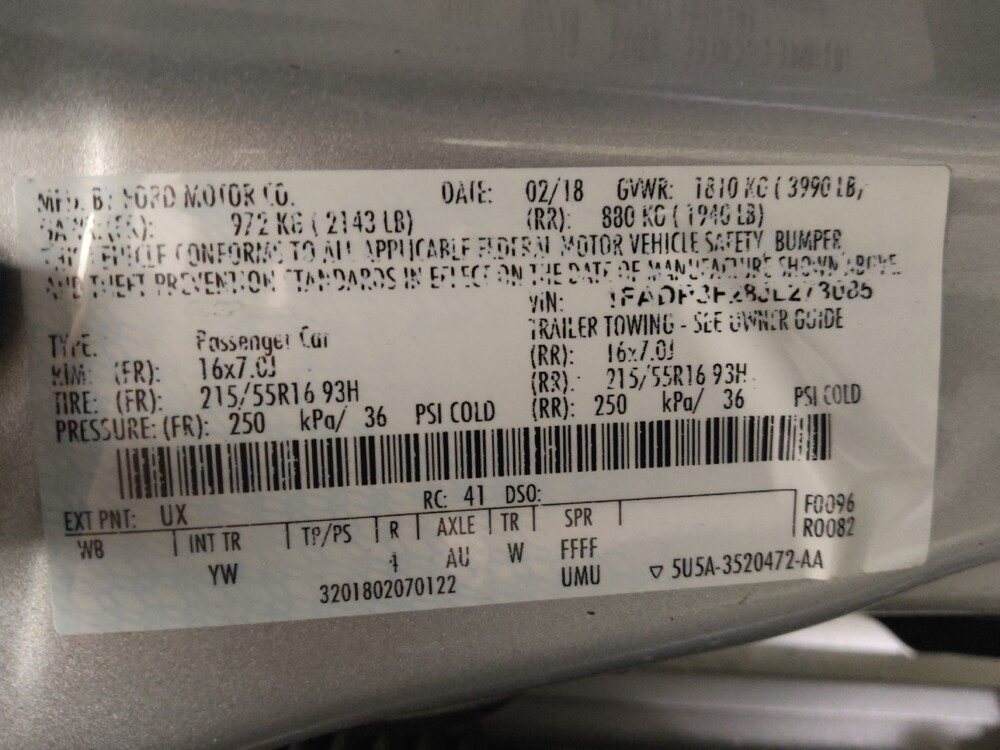 MFD. BY FORD MOTOR CO. DATE: 02/18 GVWR: 1810 KG ( 3990 LB)
972 KG ( 2143 LB) (RR): 880 KG ( 1940 LB)
THIS VEHICLE CONFORMS TO ALL APPLICABLE FEDERAL MOTOR VEHICLE SAFETY BUMPER
AND THEFT PREVENTION STANDARDS IN EFFECT ON THE DATE OF MANUFACTURE SHOWN ABOVE.
VIN:
TRAILER TOWING - SEE OWNER GUIDE
TYPE: Passenger Car
RIM: (FR): 16x7.0J (RR): 16x7.0J
TIRE: (FR): 215/55R16 93H (RR): 215/55R16 93H
PRESSURE: (FR): 250 kPa/ 36 PSI COLD (RR): 250 kPa/ 36 PSI COLD
EXT PNT: UX RC: 41 DSO: F0096
R0082
WB INT TR TP/PS R AXLE TR SPR
YW 4 AU W FFFF
UMU
3201802070122 5U5A-3520472-AA